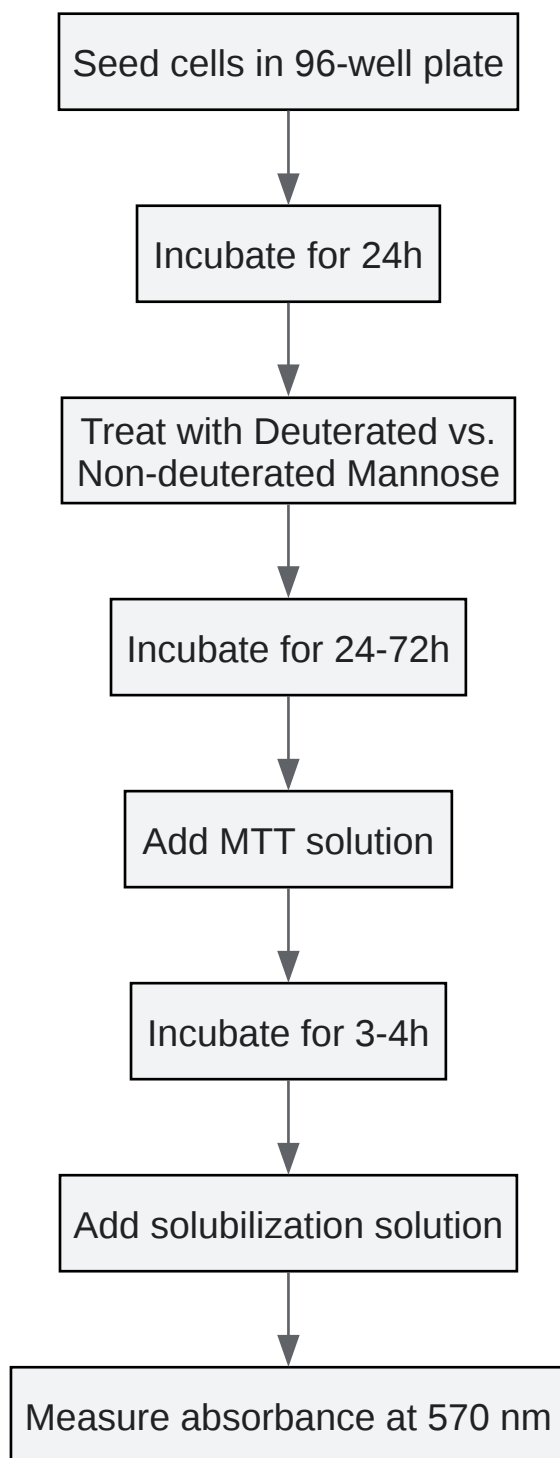 Seed cells in 96-well plate
Incubate for 24h
Treat with Deuterated vs.
Non-deuterated Mannose
Incubate for 24-72h
Add MTT solution
Incubate for 3-4h
Add solubilization solution
Measure absorbance at 570 nm